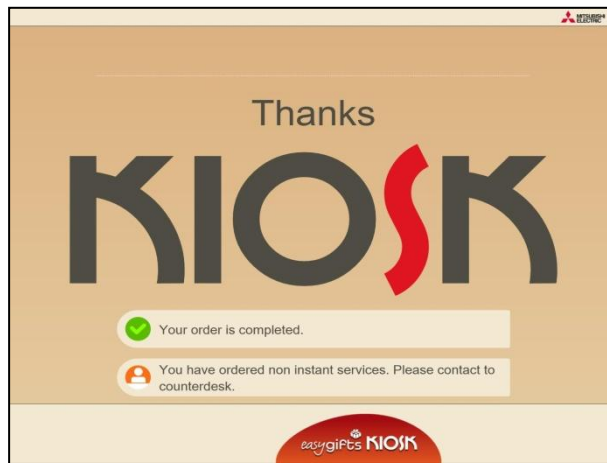 MITSUBISHI
ELECTRIC
Thanks
KIOSK
Your order is completed.
You have ordered non instant services. Please contact to
counterdesk.
easygifts KIOSK